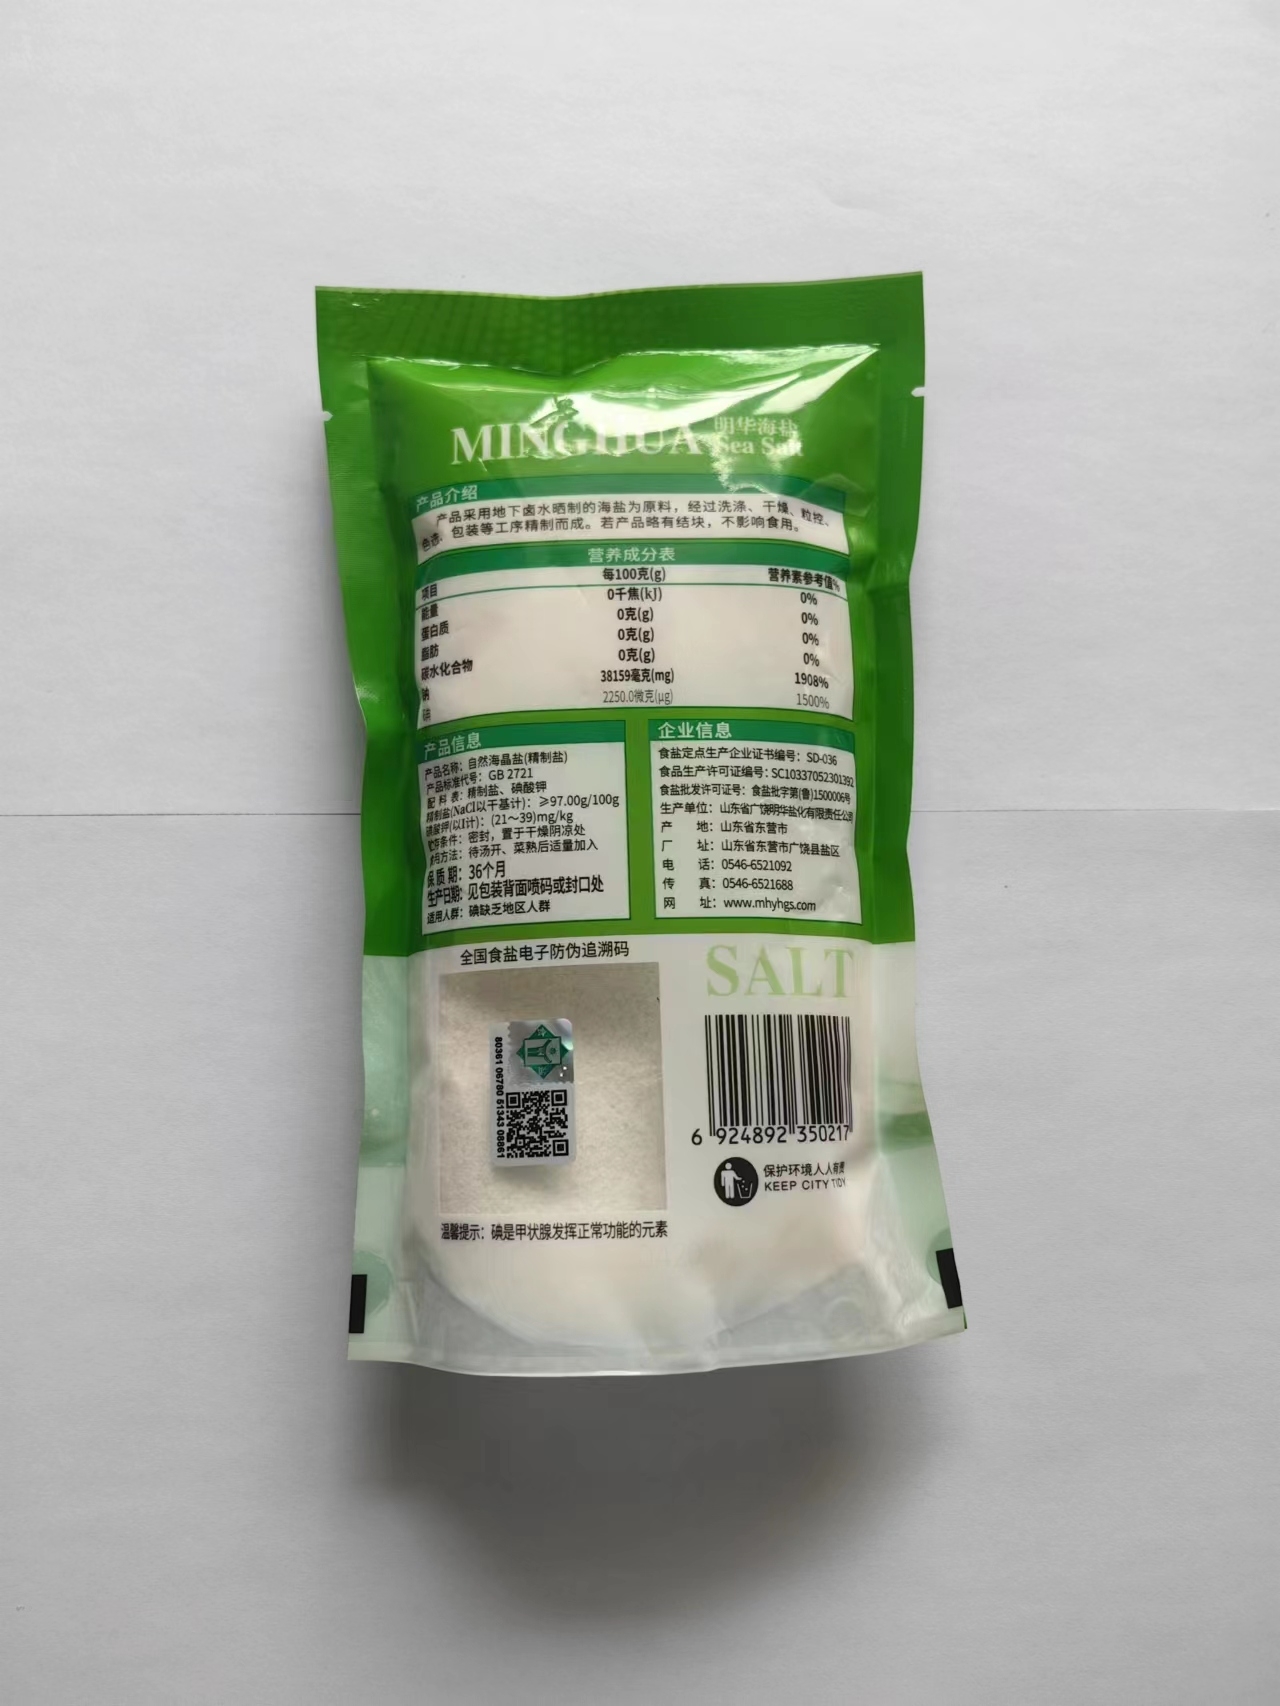 MINGHUA 明华海盐
Sea Salt
产品介绍
产品采用地下卤水晒制的海盐为原料，经过洗涤、干燥、粒控、
色选、包装等工序精制而成。若产品略有结块，不影响食用。
营养成分表
项目 每100克(g) 营养素参考值%
能量 0千焦(kJ) 0%
蛋白质 0克(g) 0%
脂肪 0克(g) 0%
碳水化合物 0克(g) 0%
钠 38159毫克(mg) 1908%
碘 2250.0微克(μg) 1500%
产品信息
产品名称：自然海晶盐(精制盐)
产品标准代号：GB 2721
配 料 表：精制盐、碘酸钾
精制盐(NaCl以干基计)：≥97.00g/100g
碘酸钾(以I计)：(21～39)mg/kg
贮存条件：密封，置于干燥阴凉处
食用方法：待汤开、菜熟后适量加入
保 质 期：36个月
生产日期：见包装背面喷码或封口处
适用人群：碘缺乏地区人群
企业信息
食盐定点生产企业证书编号：SD-036
食品生产许可证编号：SC10337052301392
食盐批发许可证号：食盐批字第(鲁)1500006号
生产单位：山东省广饶明华盐化有限责任公司
产 地：山东省东营市
厂 址：山东省东营市广饶县盐区
电 话：0546-6521092
传 真：0546-6521688
网 址：www.mhyhgs.com
全国食盐电子防伪追溯码
80361 06780 51343 08861
温馨提示：碘是甲状腺发挥正常功能的元素
SALT
6 924892 350217
保护环境人人有责
KEEP CITY TIDY